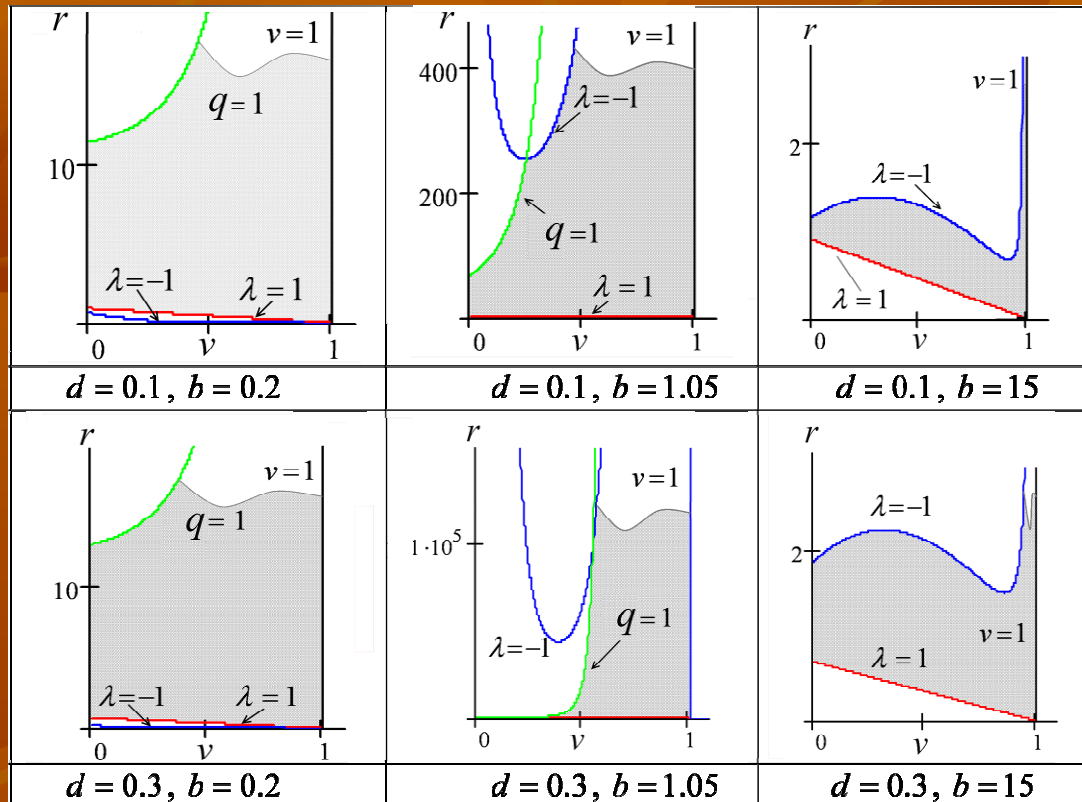 r
v=1
q=1
10
λ=−1
λ=1
0
v
1
d = 0.1, b = 0.2
r
v=1
400
λ=−1
200
q=1
λ=1
0
v
1
d = 0.1, b = 1.05
r
v=1
2
λ=−1
λ=1
0
v
1
d = 0.1, b = 15
r
v=1
q=1
10
λ=−1
λ=1
0
v
1
d = 0.3, b = 0.2
r
v=1
1·10⁵
q=1
λ=−1
0
v
1
d = 0.3, b = 1.05
r
λ=−1
2
v=1
λ=1
0
v
1
d = 0.3, b = 15